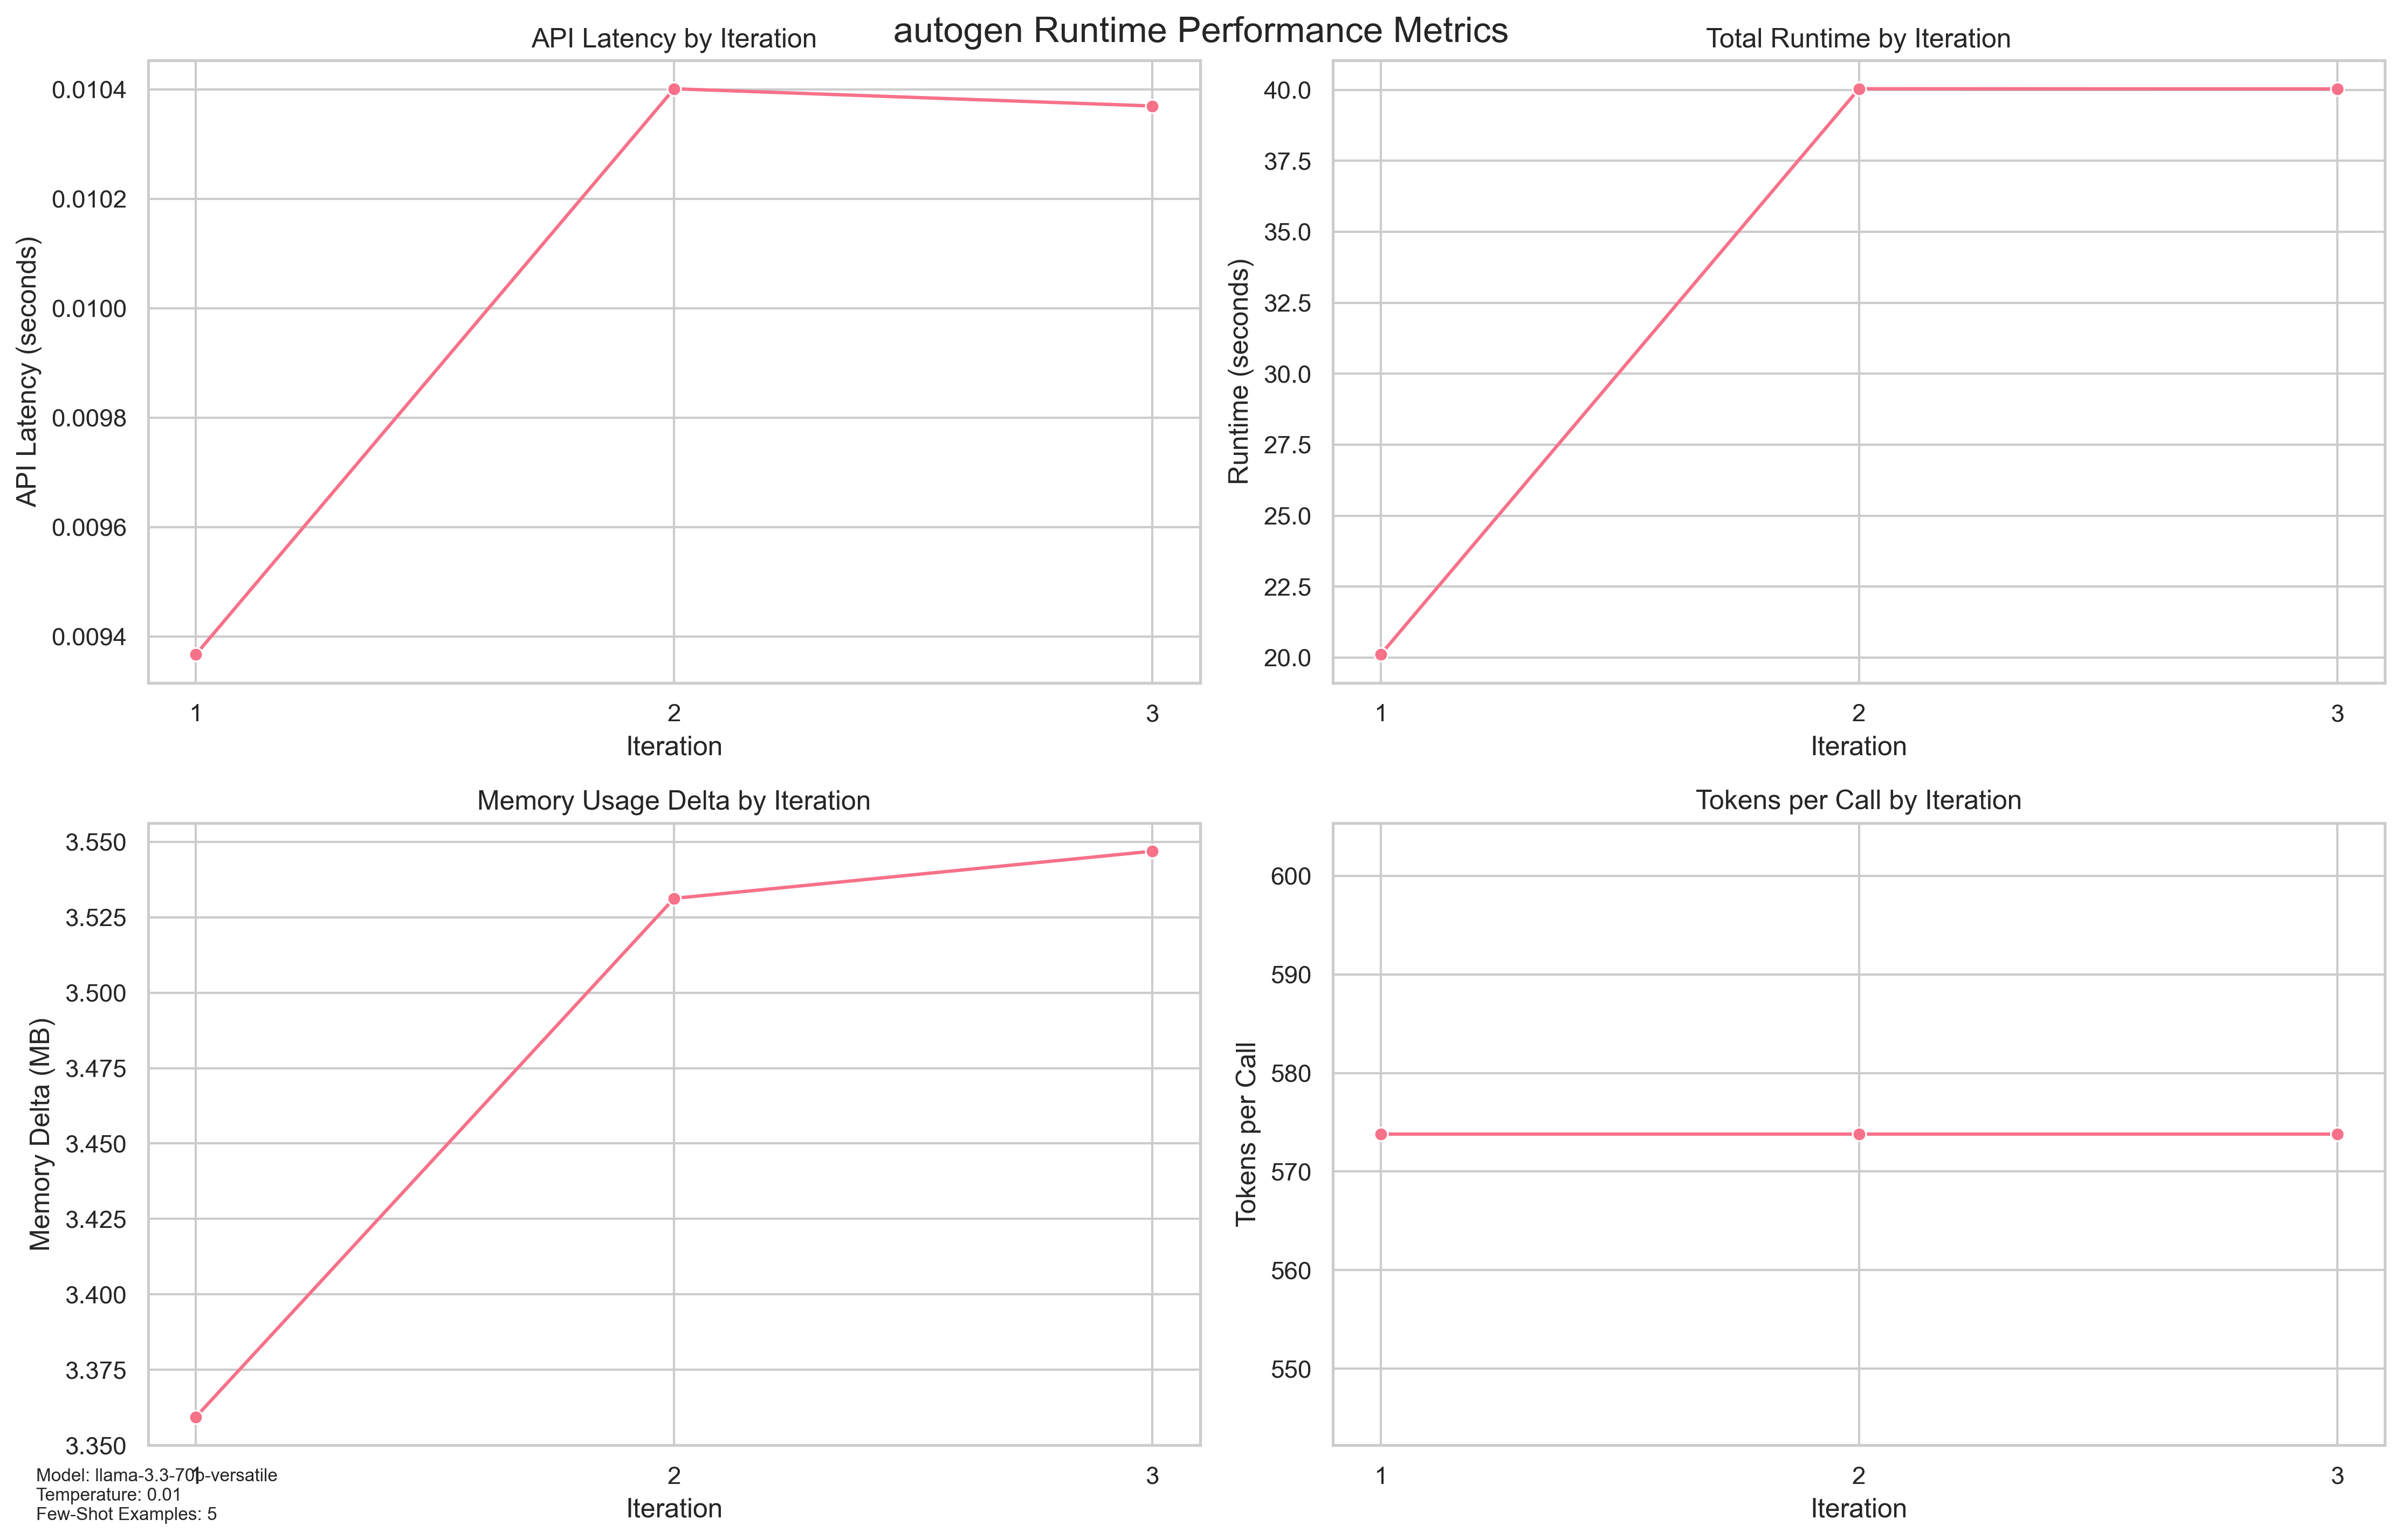 autogen Runtime Performance Metrics
API Latency by Iteration
API Latency (seconds)
0.0104
0.0102
0.0100
0.0098
0.0096
0.0094
1 2 3
Iteration
Total Runtime by Iteration
Runtime (seconds)
40.0
37.5
35.0
32.5
30.0
27.5
25.0
22.5
20.0
1 2 3
Iteration
Memory Usage Delta by Iteration
Memory Delta (MB)
3.550
3.525
3.500
3.475
3.450
3.425
3.400
3.375
3.350
1 2 3
Iteration
Tokens per Call by Iteration
Tokens per Call
600
590
580
570
560
550
1 2 3
Iteration
Model: llama-3.3-70b-versatile
Temperature: 0.01
Few-Shot Examples: 5